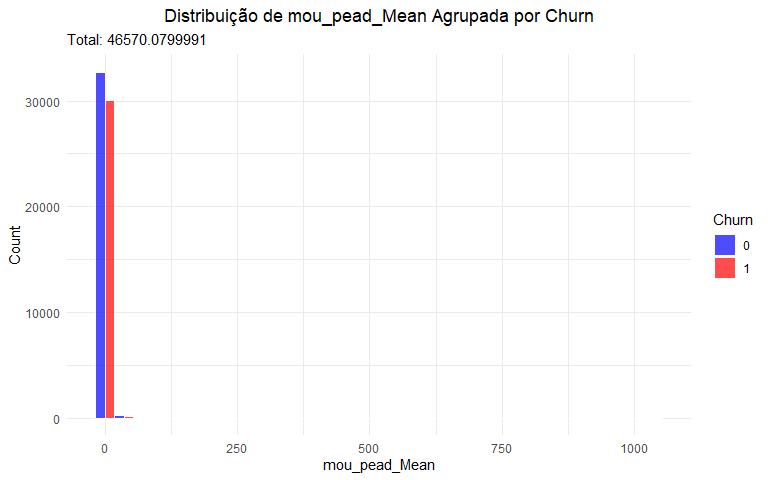 Distribuição de mou_pead_Mean Agrupada por Churn
Total: 46570.0799991
30000
20000
10000
0
Count
0 250 500 750 1000
mou_pead_Mean
Churn
0
1